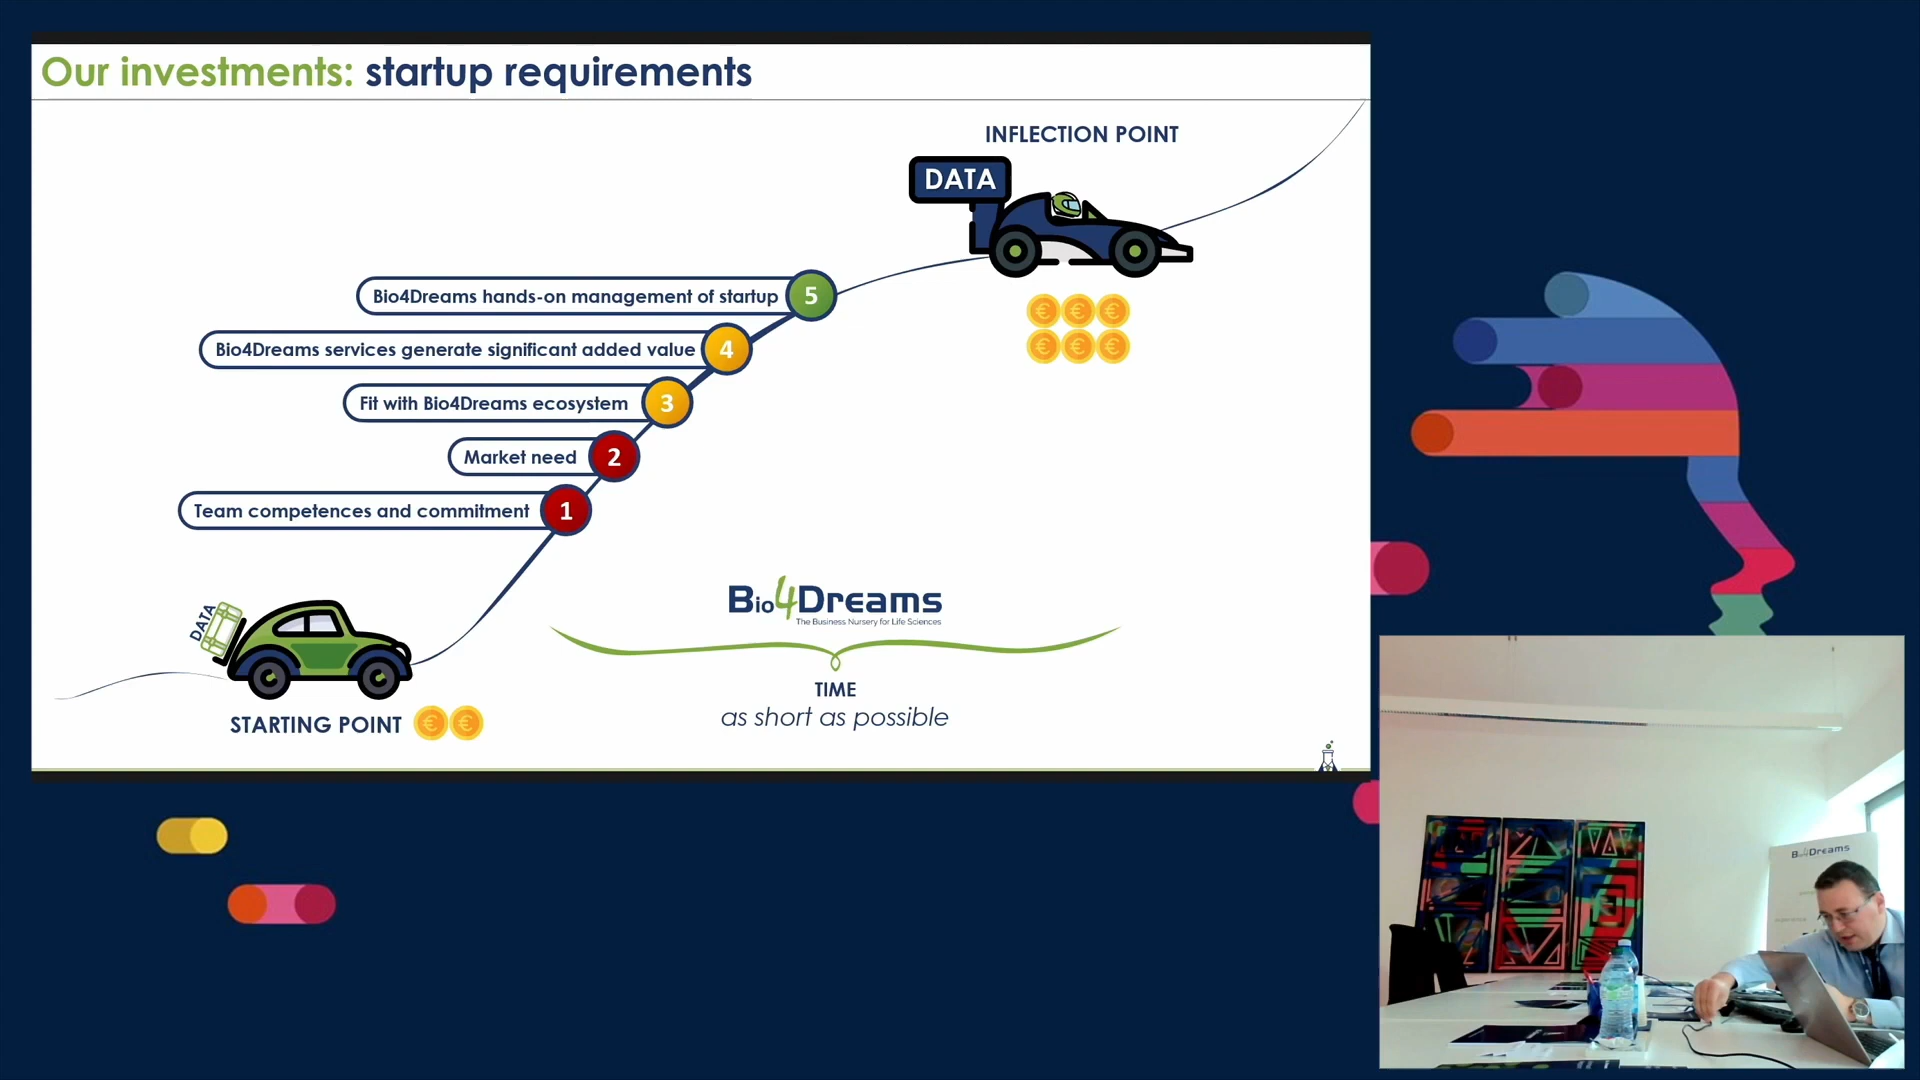 Our investments: startup requirements
INFLECTION POINT
DATA
Bio4Dreams hands-on management of startup 5
Bio4Dreams services generate significant added value 4
Fit with Bio4Dreams ecosystem 3
Market need 2
Team competences and commitment 1
DATA
STARTING POINT
Bio4Dreams
The Business Nursery for Life Sciences
TIME
as short as possible
Bio4Dreams